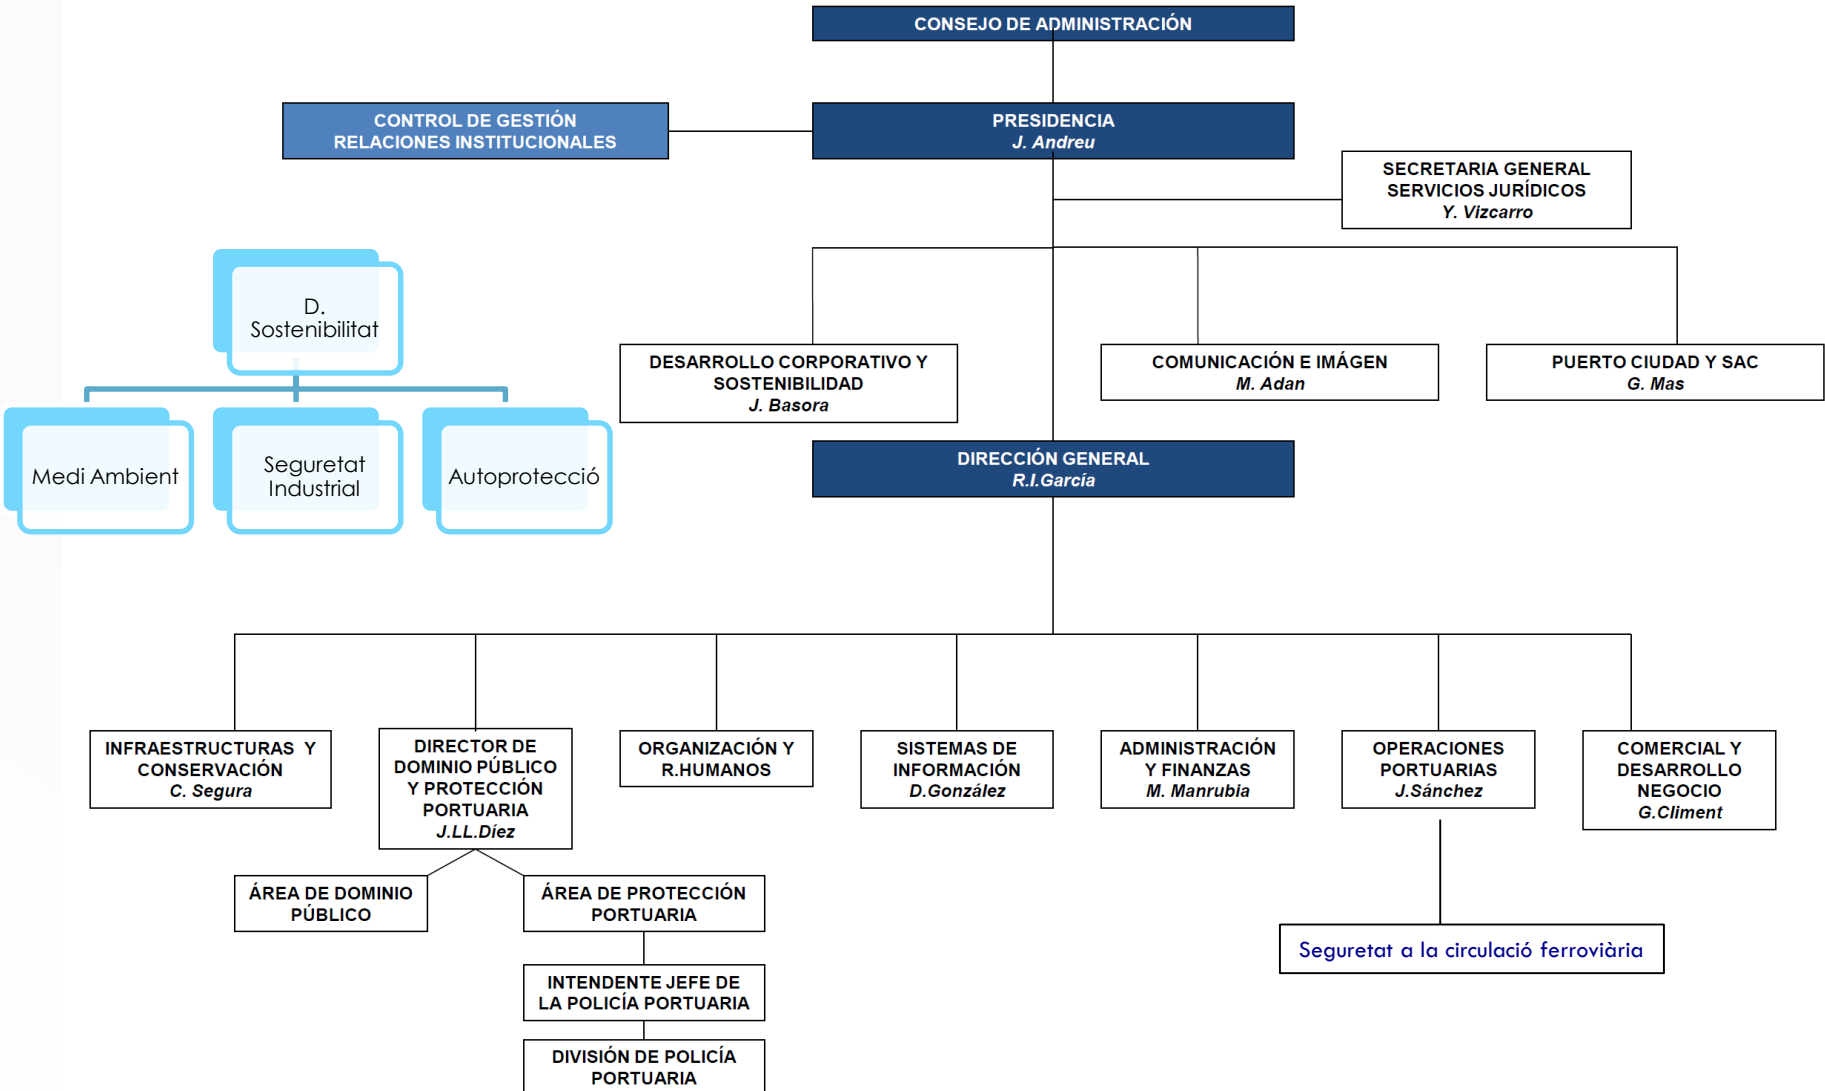 CONSEJO DE ADMINISTRACIÓN
CONTROL DE GESTIÓN
RELACIONES INSTITUCIONALES
PRESIDENCIA
J. Andreu
SECRETARIA GENERAL
SERVICIOS JURÍDICOS
Y. Vizcarro
D.
Sostenibilitat
Medi Ambient
Seguretat
Industrial
Autoprotecció
DESARROLLO CORPORATIVO Y
SOSTENIBILIDAD
J. Basora
COMUNICACIÓN E IMÁGEN
M. Adan
PUERTO CIUDAD Y SAC
G. Mas
DIRECCIÓN GENERAL
R.I.García
INFRAESTRUCTURAS Y
CONSERVACIÓN
C. Segura
DIRECTOR DE
DOMINIO PÚBLICO
Y PROTECCIÓN
PORTUARIA
J.LL.Díez
ORGANIZACIÓN Y
R.HUMANOS
SISTEMAS DE
INFORMACIÓN
D.González
ADMINISTRACIÓN
Y FINANZAS
M. Manrubia
OPERACIONES
PORTUARIAS
J.Sánchez
COMERCIAL Y
DESARROLLO
NEGOCIO
G.Climent
ÁREA DE DOMINIO
PÚBLICO
ÁREA DE PROTECCIÓN
PORTUARIA
INTENDENTE JEFE DE
LA POLICÍA PORTUARIA
DIVISIÓN DE POLICÍA
PORTUARIA
Seguretat a la circulació ferroviària